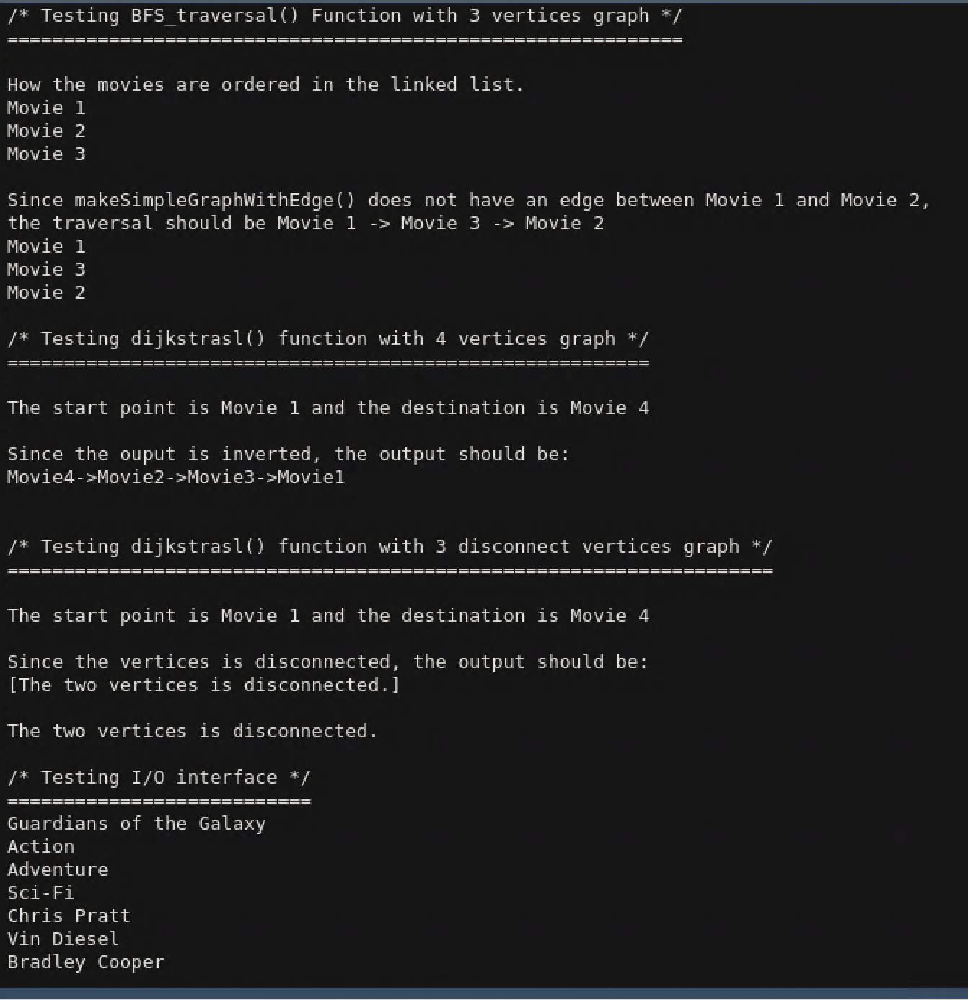 /* Testing BFS_traversal() Function with 3 vertices graph */
============================================================
How the movies are ordered in the linked list.
Movie 1
Movie 2
Movie 3
Since makeSimpleGraphWithEdge() does not have an edge between Movie 1 and Movie 2,
the traversal should be Movie 1 -> Movie 3 -> Movie 2
Movie 1
Movie 3
Movie 2
/* Testing dijkstrasl() function with 4 vertices graph */
=========================================================
The start point is Movie 1 and the destination is Movie 4
Since the ouput is inverted, the output should be:
Movie4->Movie2->Movie3->Movie1
/* Testing dijkstrasl() function with 3 disconnect vertices graph */
====================================================================
The start point is Movie 1 and the destination is Movie 4
Since the vertices is disconnected, the output should be:
[The two vertices is disconnected.]
The two vertices is disconnected.
/* Testing I/O interface */
===========================
Guardians of the Galaxy
Action
Adventure
Sci-Fi
Chris Pratt
Vin Diesel
Bradley Cooper